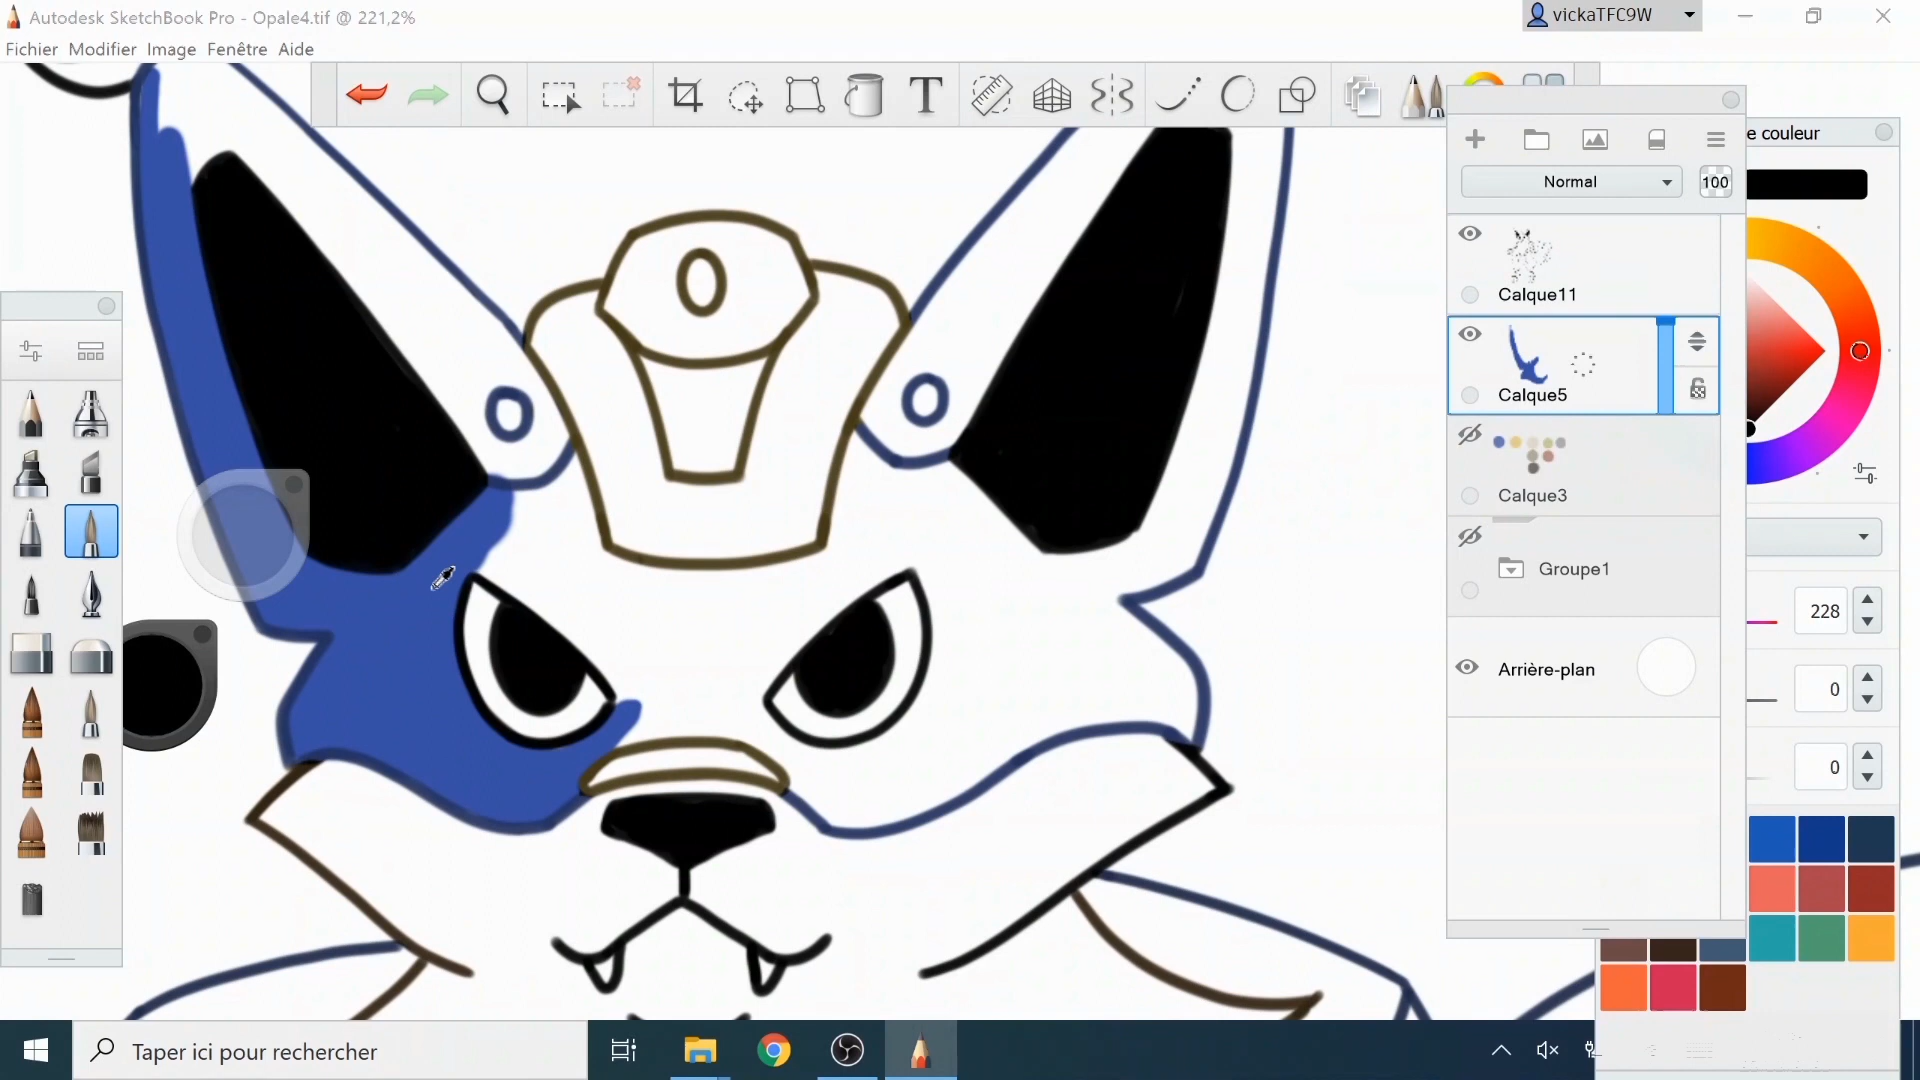 Autodesk SketchBook Pro - Opale4.tif @ 221,2%
vickaTFC9W
Fichier Modifier Image Fenêtre Aide
e couleur
Normal
100
Calque11
Calque5
Calque3
Groupe1
228
Arrière-plan
0
0
Taper ici pour rechercher